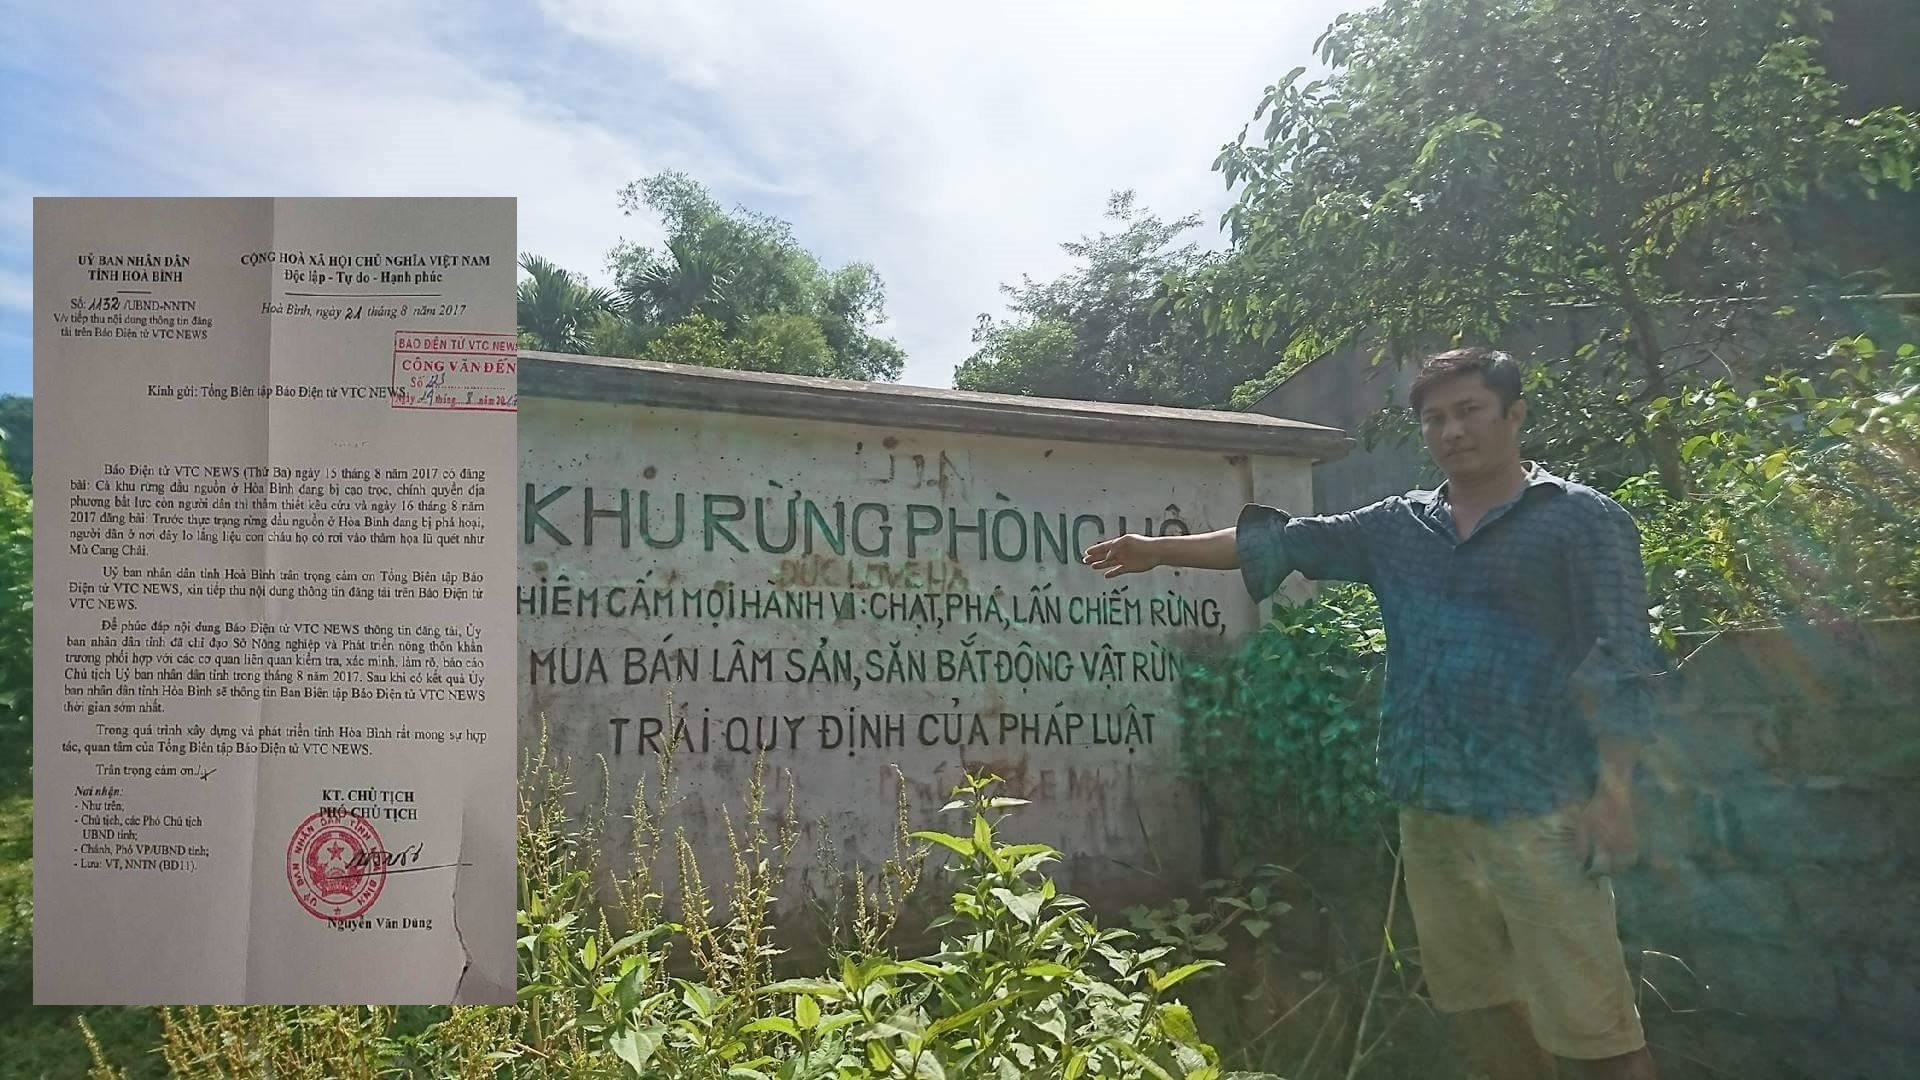 UỶ BAN NHÂN DÂN
TỈNH HOÀ BÌNH
Số: 1132 /UBND-NNTN
V/v tiếp thu nội dung thông tin đăng
tải trên Báo Điện tử VTC NEWS
CỘNG HOÀ XÃ HỘI CHỦ NGHĨA VIỆT NAM
Độc lập - Tự do - Hạnh phúc
Hoà Bình, ngày 21 tháng 8 năm 2017
BÁO ĐIỆN TỬ VTC NEWS
CÔNG VĂN ĐẾN
Số
Ngày 24 tháng 8 năm 201
Kính gửi: Tổng Biên tập Báo Điện tử VTC NEWS
Báo Điện tử VTC NEWS (Thứ Ba) ngày 15 tháng 8 năm 2017 có đăng
bài: Cả khu rừng đầu nguồn ở Hòa Bình đang bị cạo trọc, chính quyền địa
phương bất lực còn người dân thì thảm thiết kêu cứu và ngày 16 tháng 8 năm
2017 đăng bài: Trước thực trạng rừng đầu nguồn ở Hòa Bình đang bị phá hoại,
người dân ở nơi đây lo lắng liệu con cháu họ có rơi vào thảm họa lũ quét như
Mù Cang Chải.
Uỷ ban nhân dân tỉnh Hoà Bình trân trọng cảm ơn Tổng Biên tập Báo
Điện tử VTC NEWS, xin tiếp thu nội dung thông tin đăng tải trên Báo Điện tử
VTC NEWS.
Để phúc đáp nội dung Báo Điện tử VTC NEWS thông tin đăng tải, Ủy
ban nhân dân tỉnh đã chỉ đạo Sở Nông nghiệp và Phát triển nông thôn khẩn
trương phối hợp với các cơ quan liên quan kiểm tra, xác minh, làm rõ, báo cáo
Chủ tịch Uỷ ban nhân dân tỉnh trong tháng 8 năm 2017. Sau khi có kết quả Ủy
ban nhân dân tỉnh Hòa Bình sẽ thông tin Ban Biên tập Báo Điện tử VTC NEWS
thời gian sớm nhất.
Trong quá trình xây dựng và phát triển tỉnh Hòa Bình rất mong sự hợp
tác, quan tâm của Tổng Biên tập Báo Điện tử VTC NEWS.
Trân trọng cảm ơn./.
Nơi nhận:
- Như trên;
- Chủ tịch, các Phó Chủ tịch
UBND tỉnh;
- Chánh, Phó VP/UBND tỉnh;
- Lưu: VT, NNTN (BD11).
KT. CHỦ TỊCH
PHÓ CHỦ TỊCH
Nguyễn Văn Dũng
KHU RỪNG PHÒNG HỘ
ĐỨC LOVE HÀ
HIÊM CẤM MỌI HÀNH VI : CHẶT, PHÁ, LẤN CHIẾM RỪNG,
MUA BÁN LÂM SẢN, SĂN BẮT ĐỘNG VẬT RỪN
TRÁI QUY ĐỊNH CỦA PHÁP LUẬT